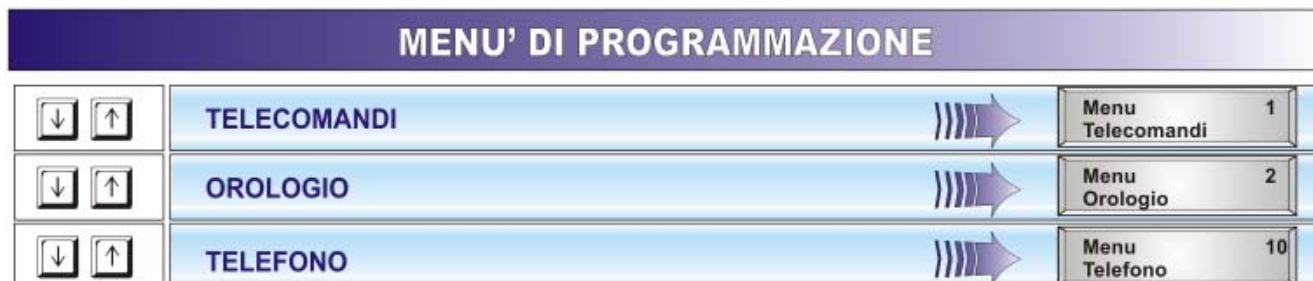 MENU' DI PROGRAMMAZIONE
↓ ↑ TELECOMANDI Menu 1
Telecomandi
↓ ↑ OROLOGIO Menu 2
Orologio
↓ ↑ TELEFONO Menu 10
Telefono